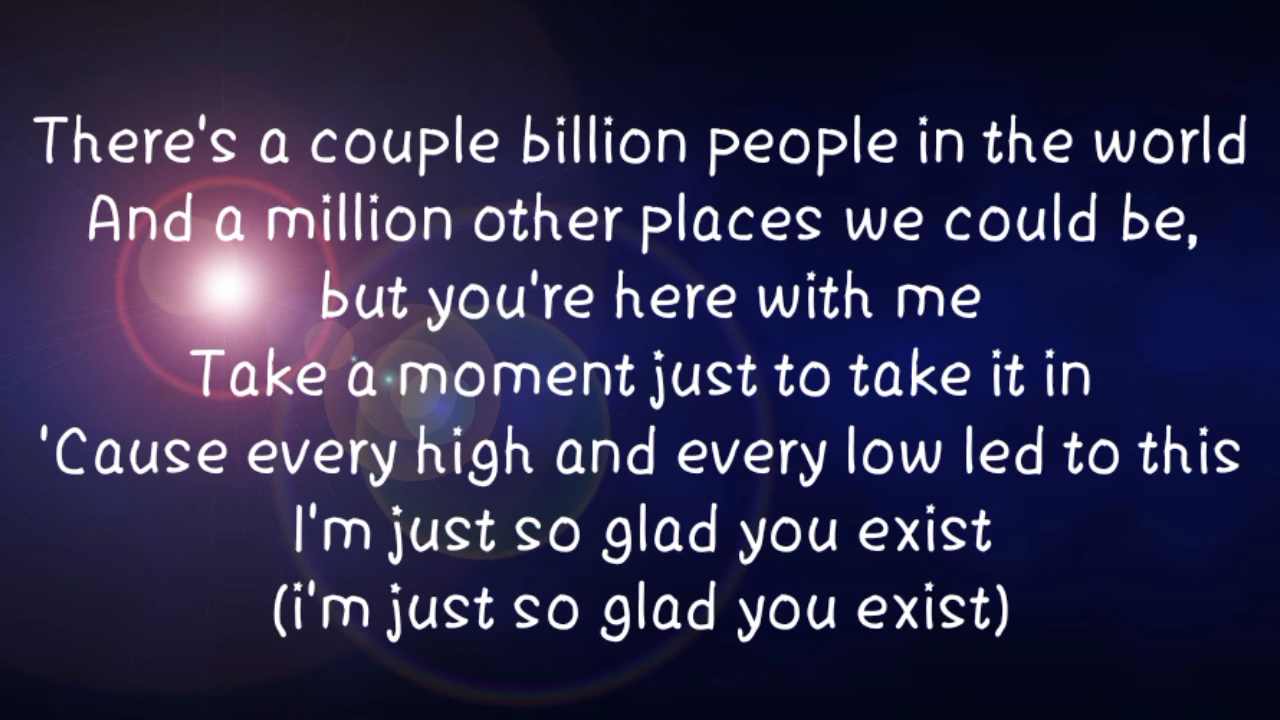 There's a couple billion people in the world
And a million other places we could be,
but you're here with me
Take a moment just to take it in
'Cause every high and every low led to this
I'm just so glad you exist
(i'm just so glad you exist)